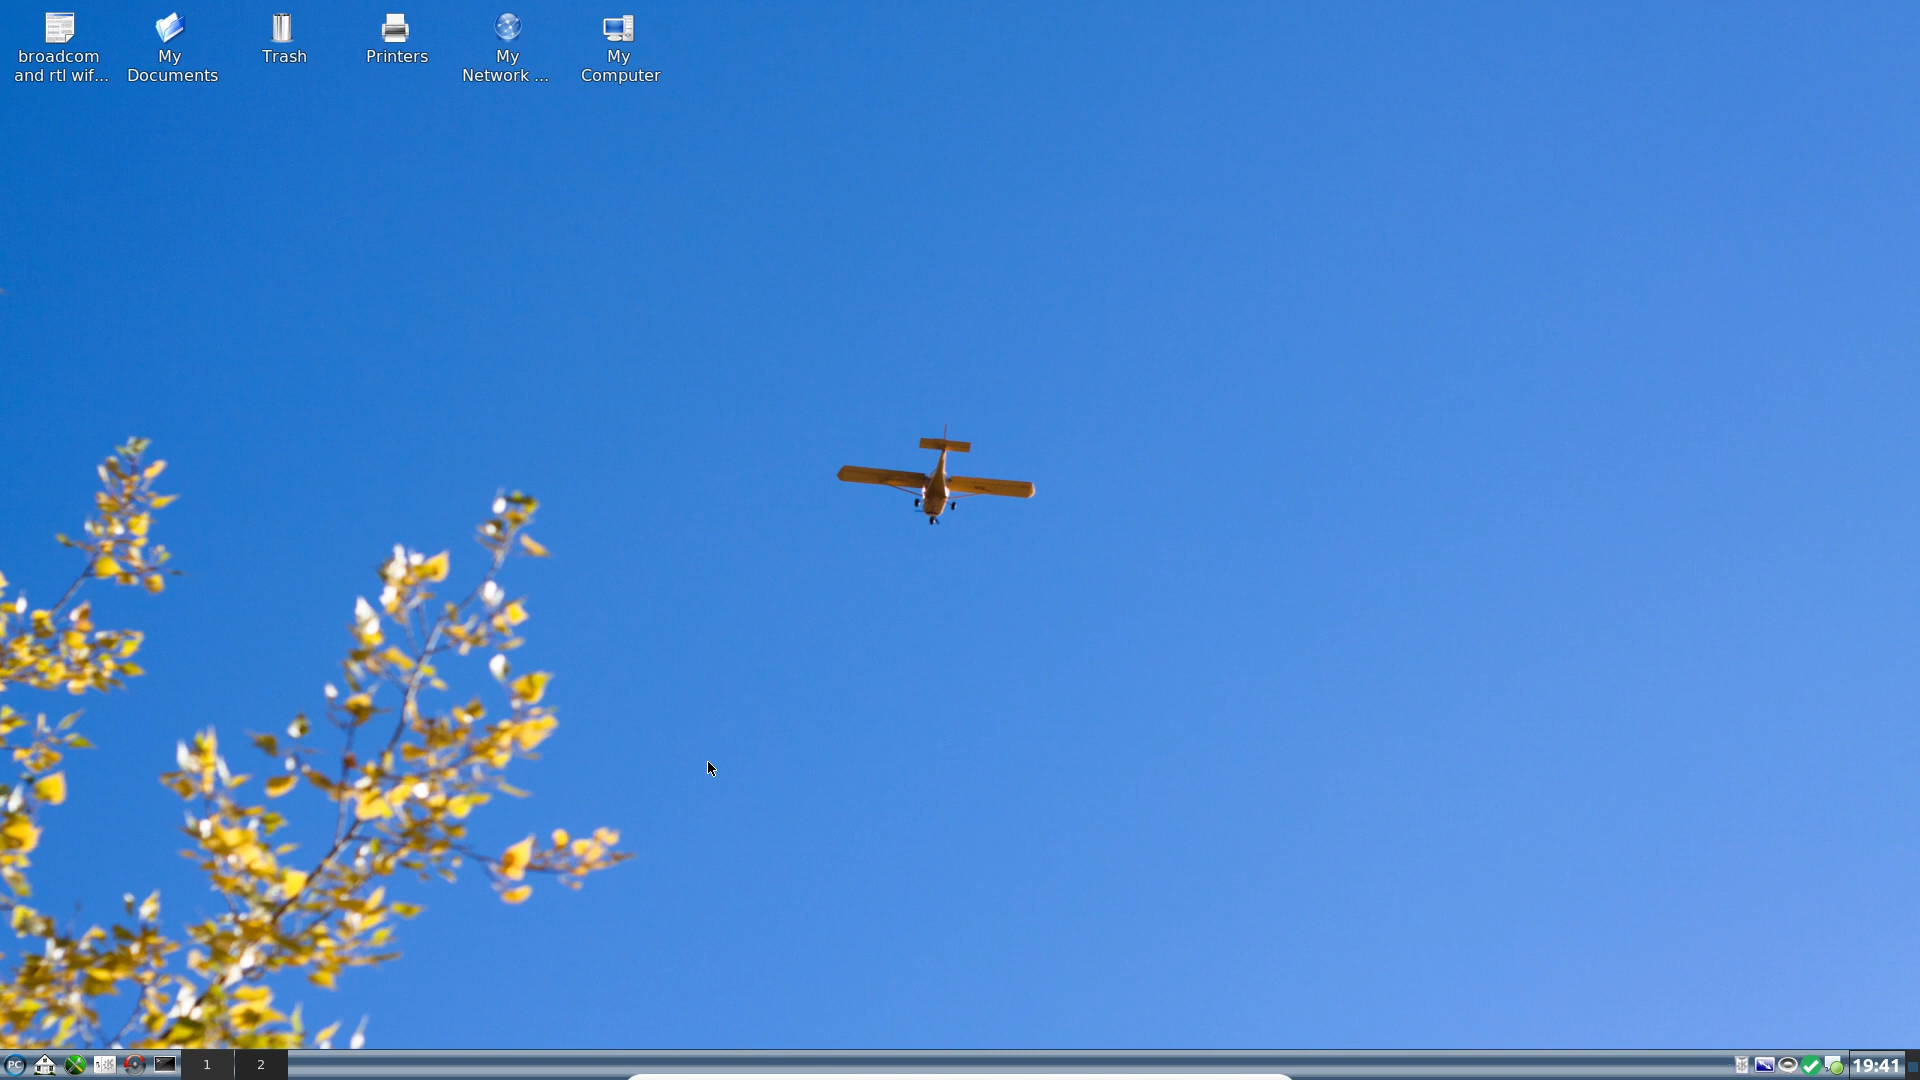 broadcom
and rtl wif...
My
Documents
Trash
Printers
My
Network ...
My
Computer
PC
1
2
19:41